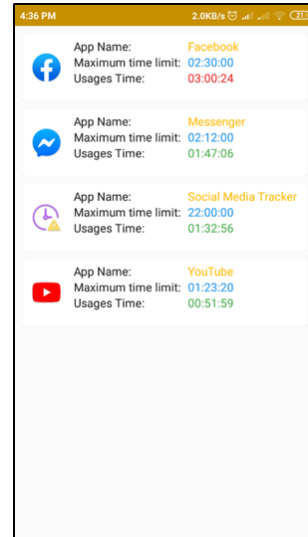 4:36 PM 2.0KB/s 21
App Name: Facebook
Maximum time limit: 02:30:00
Usages Time: 03:00:24
App Name: Messenger
Maximum time limit: 02:12:00
Usages Time: 01:47:06
App Name: Social Media Tracker
Maximum time limit: 22:00:00
Usages Time: 01:32:56
App Name: YouTube
Maximum time limit: 01:23:20
Usages Time: 00:51:59